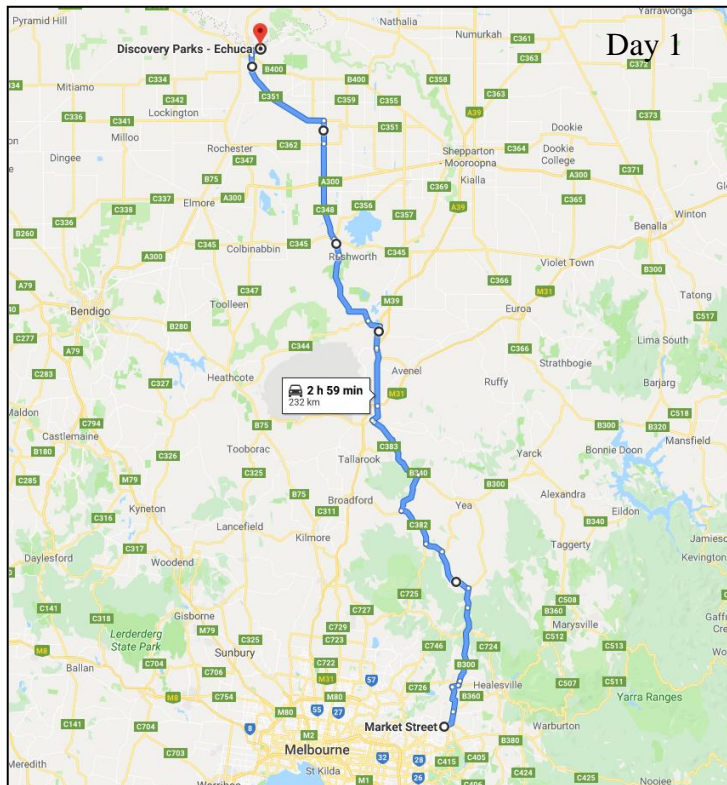 Pyramid Hill
Nathalia
Yarrawonga
C361
Numurkah
C361
C363
Day 1
Discovery Parks - Echuca
B400
C334
C351
C359
C355
C358
C363
C372
Mitiamo
C334
C342
B400
A39
C336
C341
Lockington
Milloo
C351
C373
Dookie
Dingee
Rochester
C347
C362
Shepparton
- Mooroopna
C364
Dookie
College
Kialla
B75
A300
C337
A300
C369
C371
C336
C338
Elmore
C348
C356
C357
A39
C365
Winton
B260
A300
C345
Colbinabbin
C345
Rushworth
C345
Benalla
B300
Violet Town
A79
C347
Toolleen
M39
C366
M31
Tatong
Bendigo
B280
Euroa
C517
C277
A79
C344
C366
Lima South
Strathbogie
C283
C327
Heathcote
Avenel
Ruffy
Barjarg
2 h 59 min
232 km
M31
Maldon
C794
B75
C518
Castlemaine
B300
B320
Mansfield
B180
C326
Tooborac
C383
Yarck
Bonnie Doon
C285
M79
C325
Tallarook
B340
B300
Kyneton
B75
Broadford
Yea
Alexandra
Eildon
C316
Lancefield
C311
C382
B340
Kilmore
Taggerty
C317
Daylesford
Woodend
C725
C508
C141
Gisborne
C727
B360
Marysville
C318
M79
C325
C729
C512
Lerderderg
State Park
C723
C746
C724
C513
M8
Sunbury
C704
C722
B300
Ballan
C706
M31
57
C726
Healesville
C507
C511
M8
C754
M80
B360
Yarra Ranges
55
27
C141
C704
8
M80
Market Street
Warburton
M2
C703
Melbourne
B380
32
28
C405
Meredith
St Kilda
C415
C424
M1
26
C425
Noojee